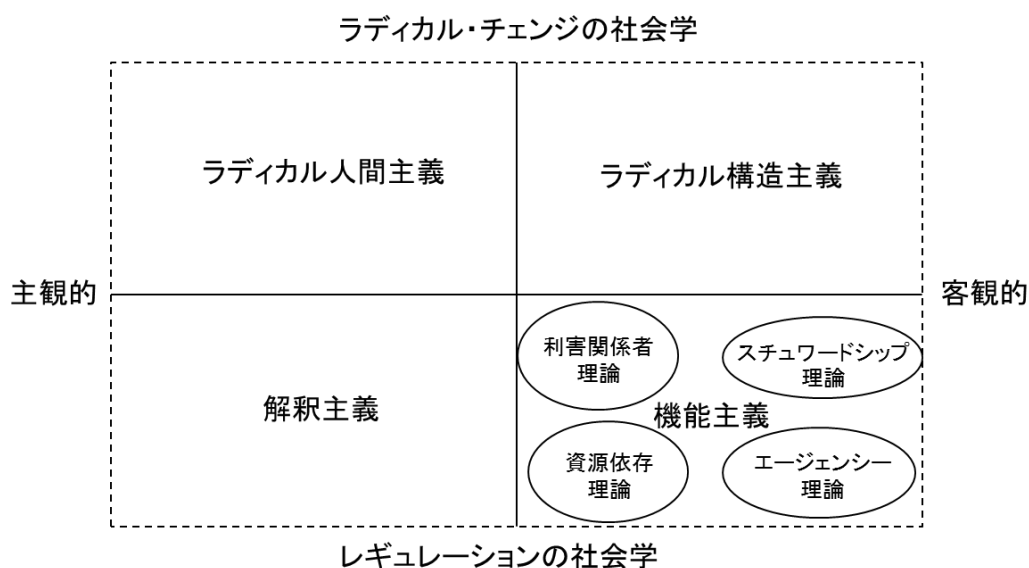 ラディカル・チェンジの社会学
ラディカル人間主義
ラディカル構造主義
主観的
客観的
利害関係者
理論
スチュワードシップ
理論
解釈主義
機能主義
資源依存
理論
エージェンシー
理論
レギュレーションの社会学